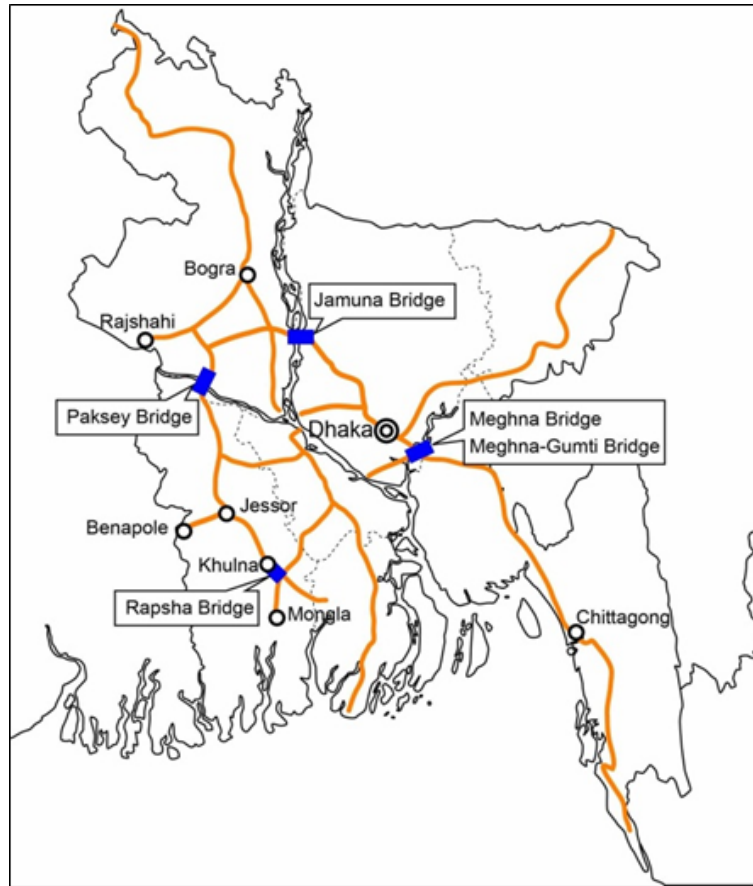 Bogra
Jamuna Bridge
Rajshahi
Paksey Bridge
Dhaka
Meghna Bridge
Meghna-Gumti Bridge
Jessor
Benapole
Khulna
Rapsha Bridge
Mongla
Chittagong